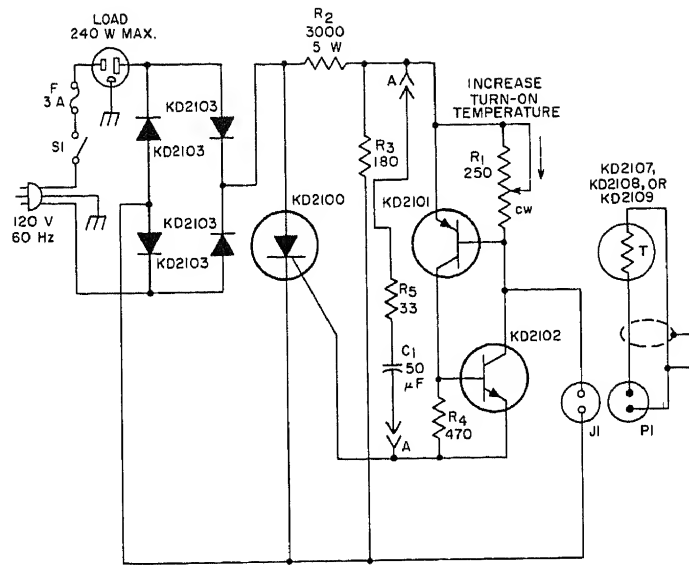 LOAD
240 W MAX.
R2
3000
5 W
F
3 A
S1
120 V
60 Hz
KD2103
KD2103
KD2103
KD2103
KD2100
A
R3
180
INCREASE
TURN-ON
TEMPERATURE
R1
250
CW
KD2101
R5
33
C1
50
μF
KD2102
R4
470
A
KD2107,
KD2108, OR
KD2109
T
J1
P1